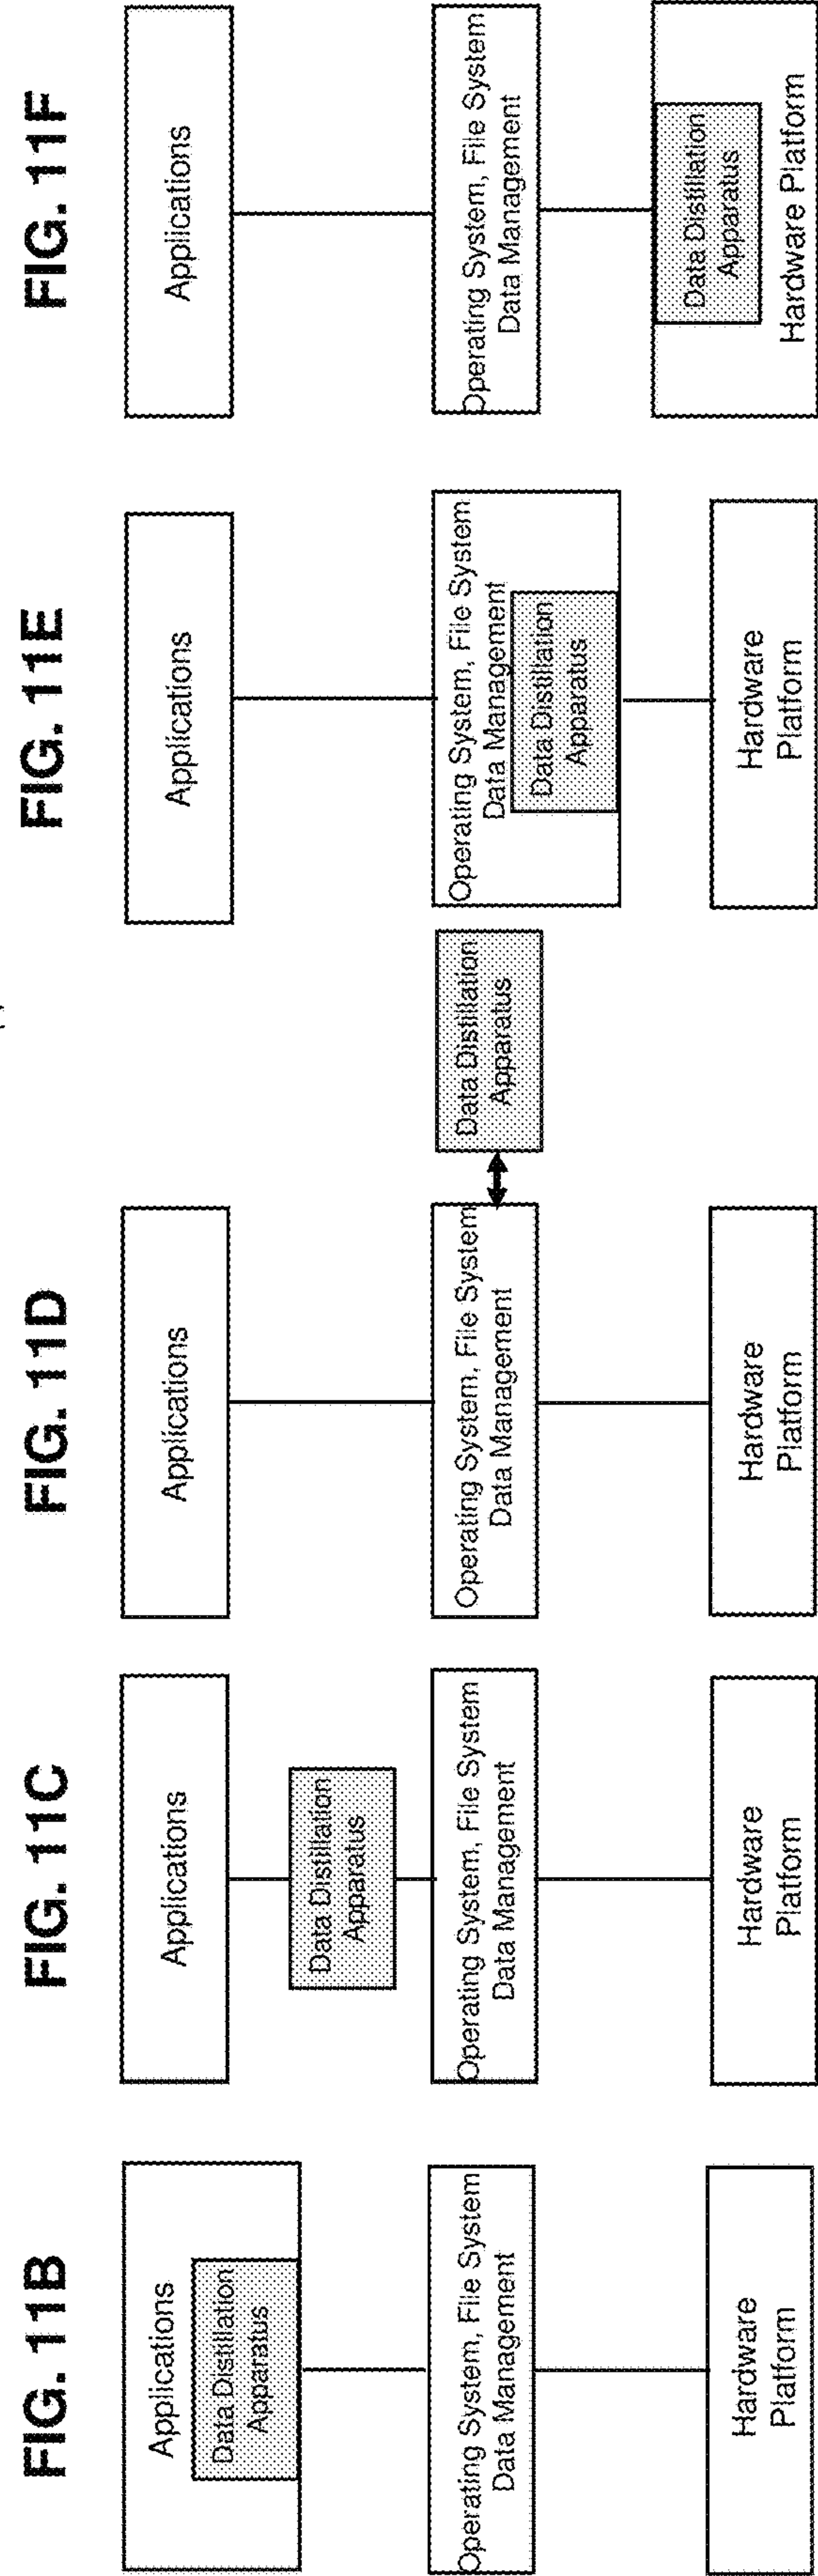 FIG. 11B
Applications
Data Distillation
Apparatus
Operating System, File System
Data Management
Hardware
Platform
FIG. 11C
Applications
Data Distillation
Apparatus
Operating System, File System
Data Management
Hardware
Platform
FIG. 11D
Applications
Operating System, File System
Data Management
Data Distillation
Apparatus
Hardware
Platform
FIG. 11E
Applications
Operating System, File System
Data Management
Data Distillation
Apparatus
Hardware
Platform
FIG. 11F
Applications
Operating System, File System
Data Management
Data Distillation
Apparatus
Hardware Platform